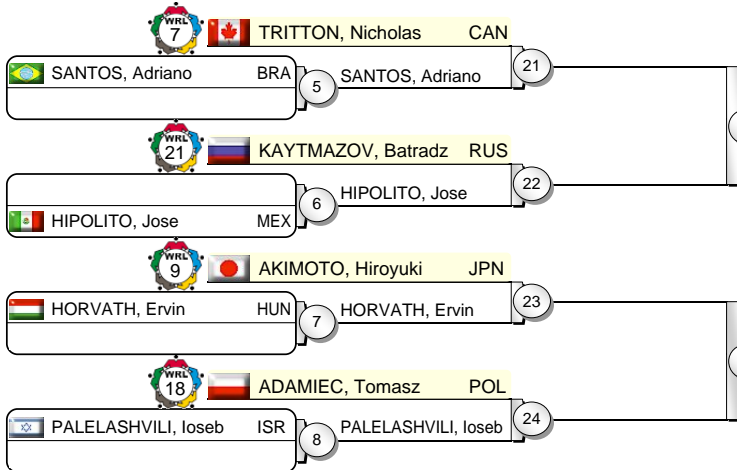 WRL
7
TRITTON, Nicholas CAN
SANTOS, Adriano BRA
5
SANTOS, Adriano
21
WRL
21
KAYTMAZOV, Batradz RUS
6
HIPOLITO, Jose
22
HIPOLITO, Jose MEX
WRL
9
AKIMOTO, Hiroyuki JPN
HORVATH, Ervin HUN
7
HORVATH, Ervin
23
WRL
18
ADAMIEC, Tomasz POL
PALELASHVILI, Ioseb ISR
8
PALELASHVILI, Ioseb
24